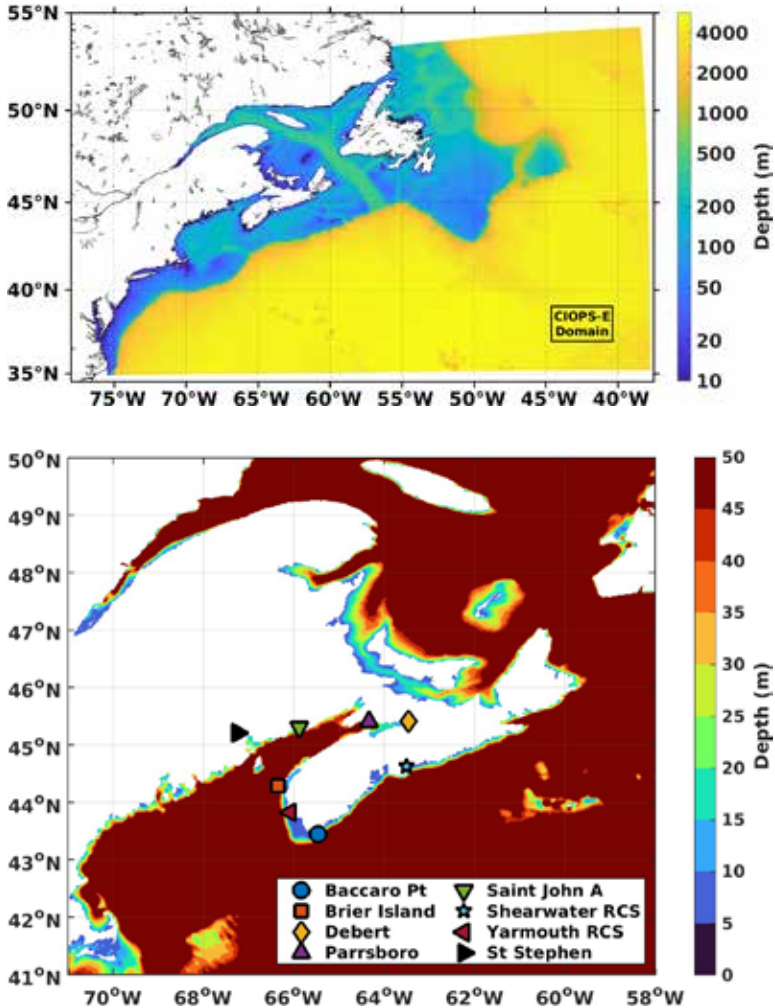 55°N
50°N
45°N
40°N
35°N
75°W 70°W 65°W 60°W 55°W 50°W 45°W 40°W
CIOPS-E
Domain
4000
2000
1000
500
200
100
50
20
10
Depth (m)
50°N
49°N
48°N
47°N
46°N
45°N
44°N
43°N
42°N
41°N
70°W 68°W 66°W 64°W 62°W 60°W 58°W
Baccaro Pt
Brier Island
Debert
Parrsboro
Saint John A
Shearwater RCS
Yarmouth RCS
St Stephen
50
45
40
35
30
25
20
15
10
5
0
Depth (m)